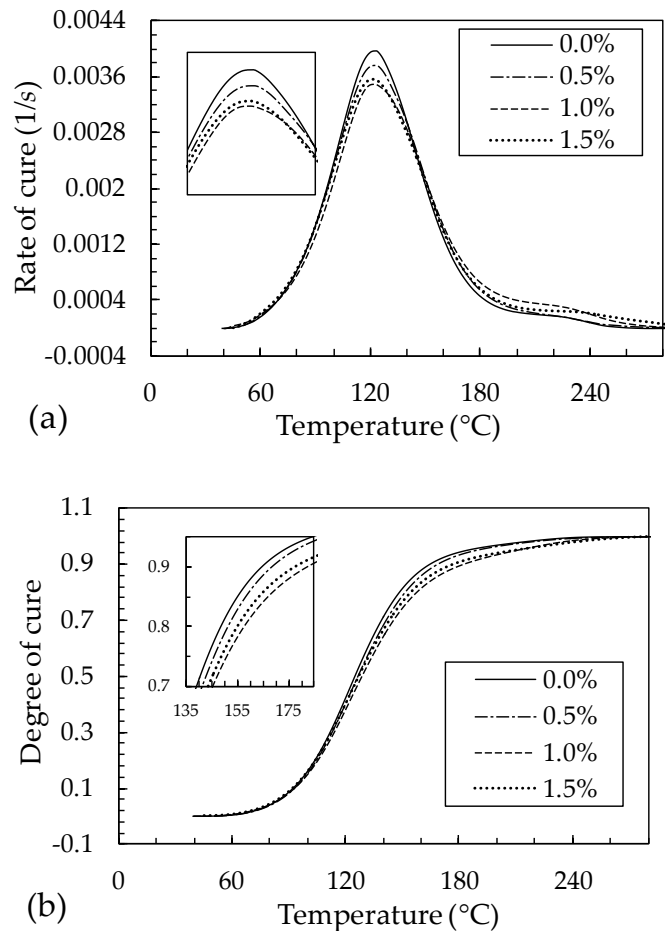 0.0044
0.0036
0.0028
0.002
0.0012
0.0004
-0.0004
Rate of cure (1/s)
0.0%
0.5%
1.0%
1.5%
0 60 120 180 240
Temperature (°C)
(a)
1.1
0.9
0.7
0.5
0.3
0.1
-0.1
Degree of cure
0.9
0.8
0.7
135 155 175
0.0%
0.5%
1.0%
1.5%
0 60 120 180 240
Temperature (°C)
(b)